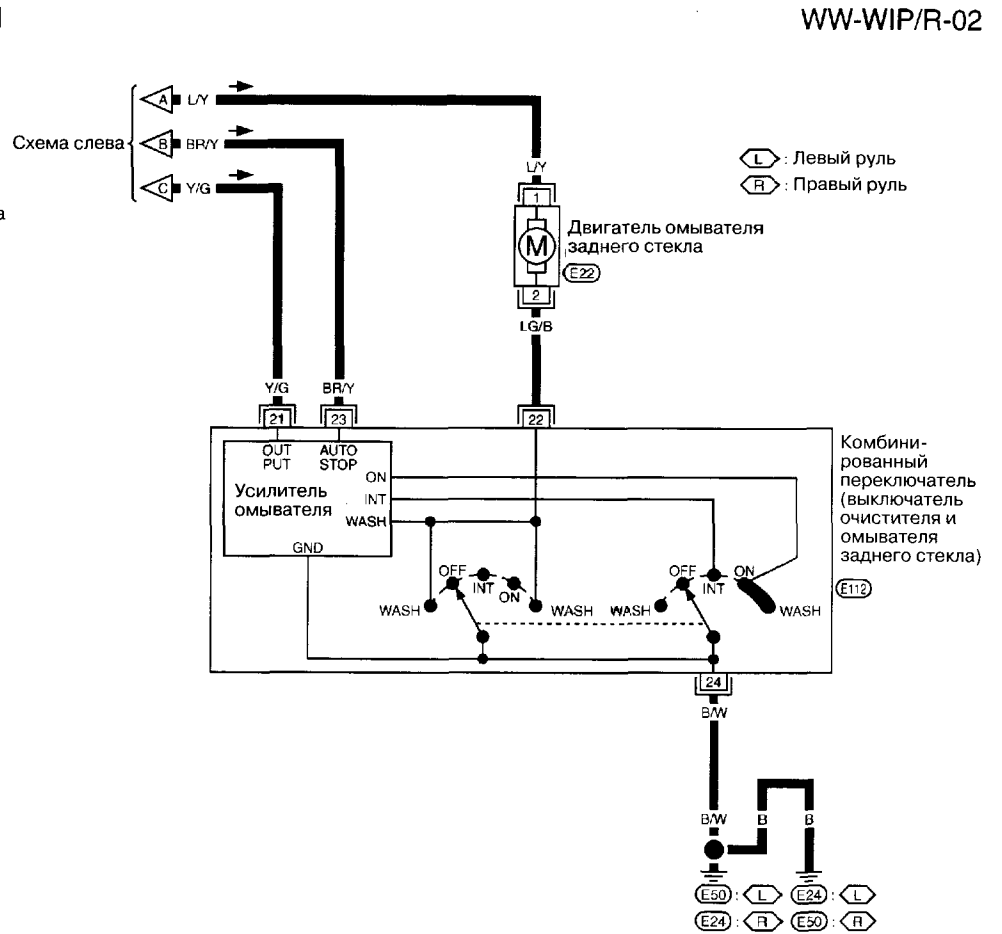 WW-WIP/R-02
A L/Y
Схема слева
B BR/Y
C Y/G
а
L/Y
L : Левый руль
R : Правый руль
1
M
Двигатель омывателя
заднего стекла
E22
2
LG/B
Y/G
BR/Y
21
23
22
OUT
PUT
AUTO
STOP
ON
INT
WASH
Усилитель
омывателя
GND
Комбини-
рованный
переключатель
(выключатель
очистителя и
омывателя
заднего стекла)
E112
WASH
OFF
INT
ON
WASH
WASH
OFF
INT
ON
WASH
24
B/W
B/W
B
B
E50 : L
E24 : L
E24 : R
E50 : R